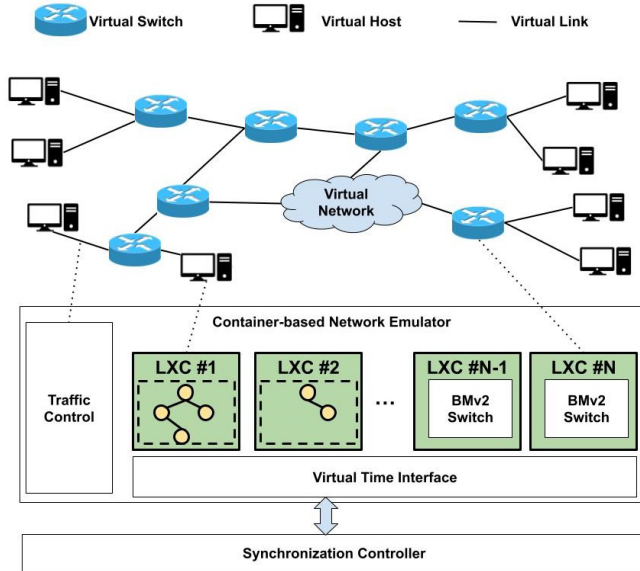 Virtual Switch
Virtual Host
Virtual Link
Virtual
Network
Container-based Network Emulator
Traffic
Control
LXC #1
LXC #2
...
LXC #N-1
BMv2
Switch
LXC #N
BMv2
Switch
Virtual Time Interface
Synchronization Controller